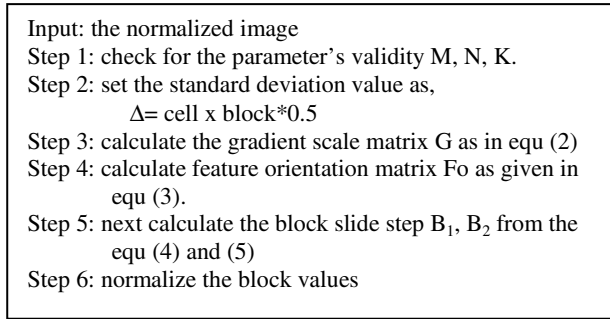 Input: the normalized image
Step 1: check for the parameter’s validity M, N, K.
Step 2: set the standard deviation value as,
Δ= cell x block*0.5
Step 3: calculate the gradient scale matrix G as in equ (2)
Step 4: calculate feature orientation matrix Fo as given in
equ (3).
Step 5: next calculate the block slide step B₁, B₂ from the
equ (4) and (5)
Step 6: normalize the block values